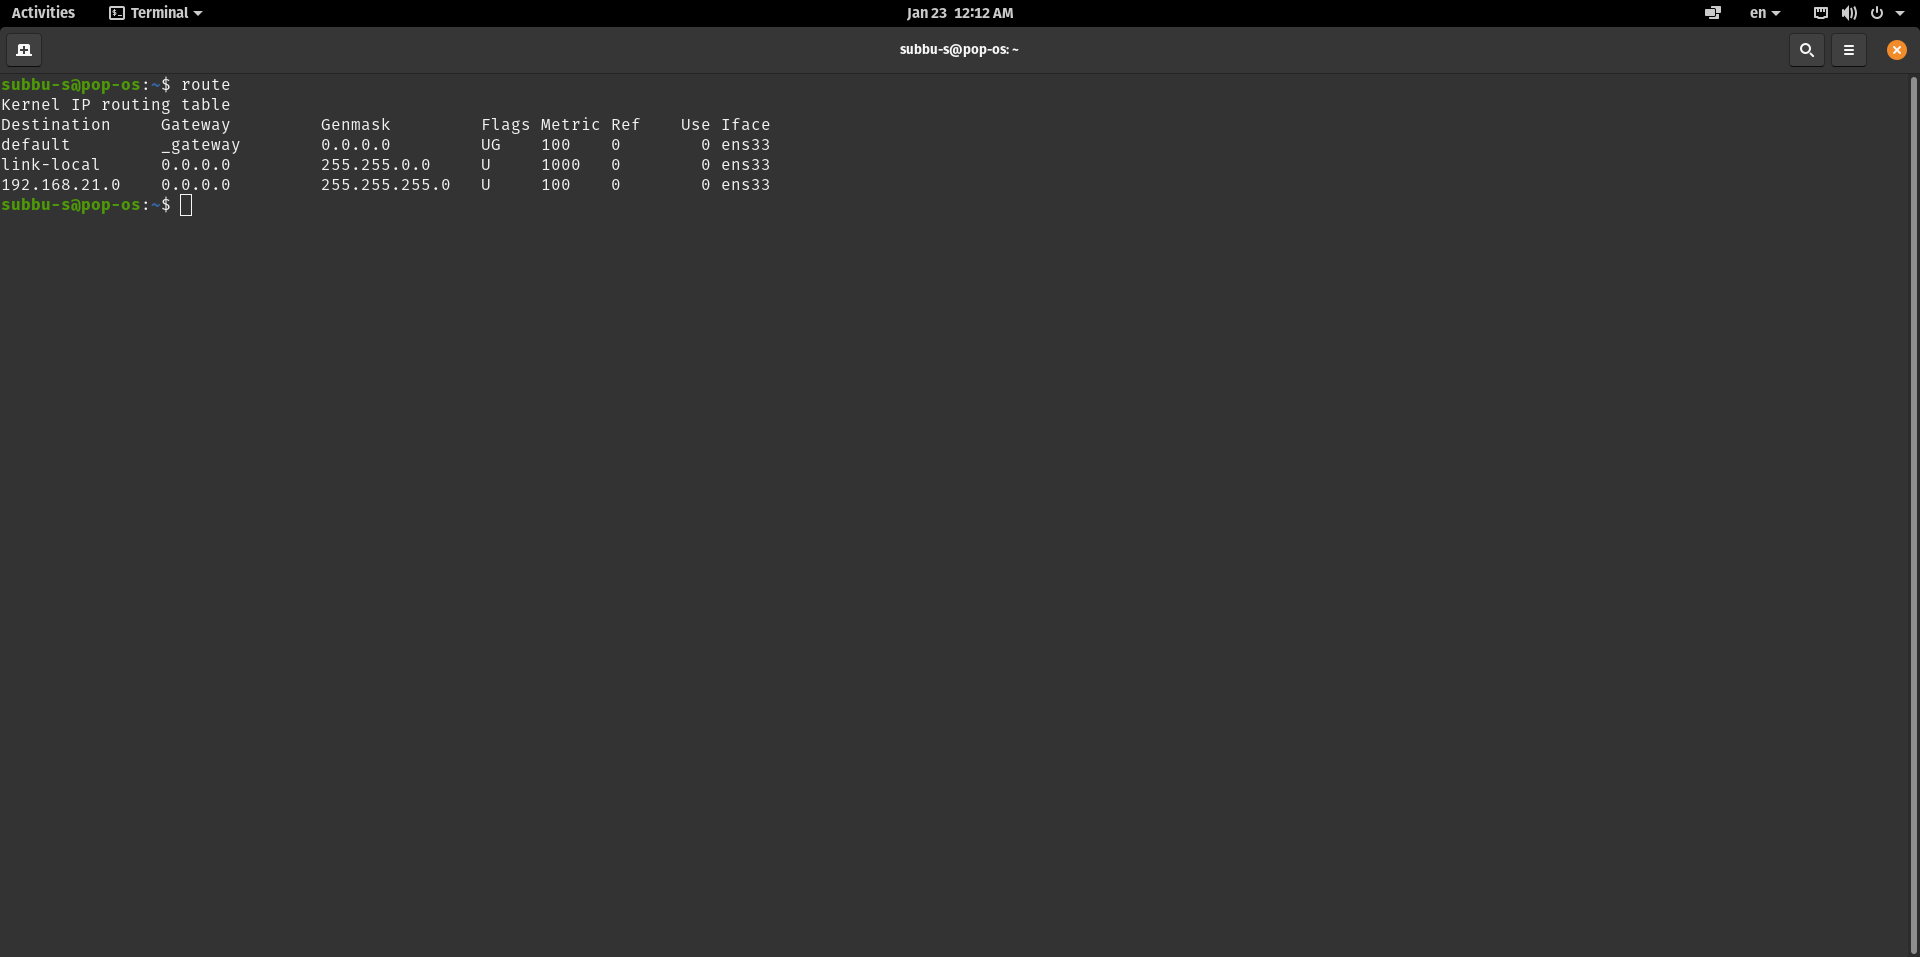 Activities Terminal Jan 23 12:12 AM en
subbu-s@pop-os: ~
subbu-s@pop-os:~$ route
Kernel IP routing table
Destination     Gateway         Genmask         Flags Metric Ref    Use Iface
default         _gateway        0.0.0.0         UG    100    0        0 ens33
link-local      0.0.0.0         255.255.0.0     U     1000   0        0 ens33
192.168.21.0    0.0.0.0         255.255.255.0   U     100    0        0 ens33
subbu-s@pop-os:~$